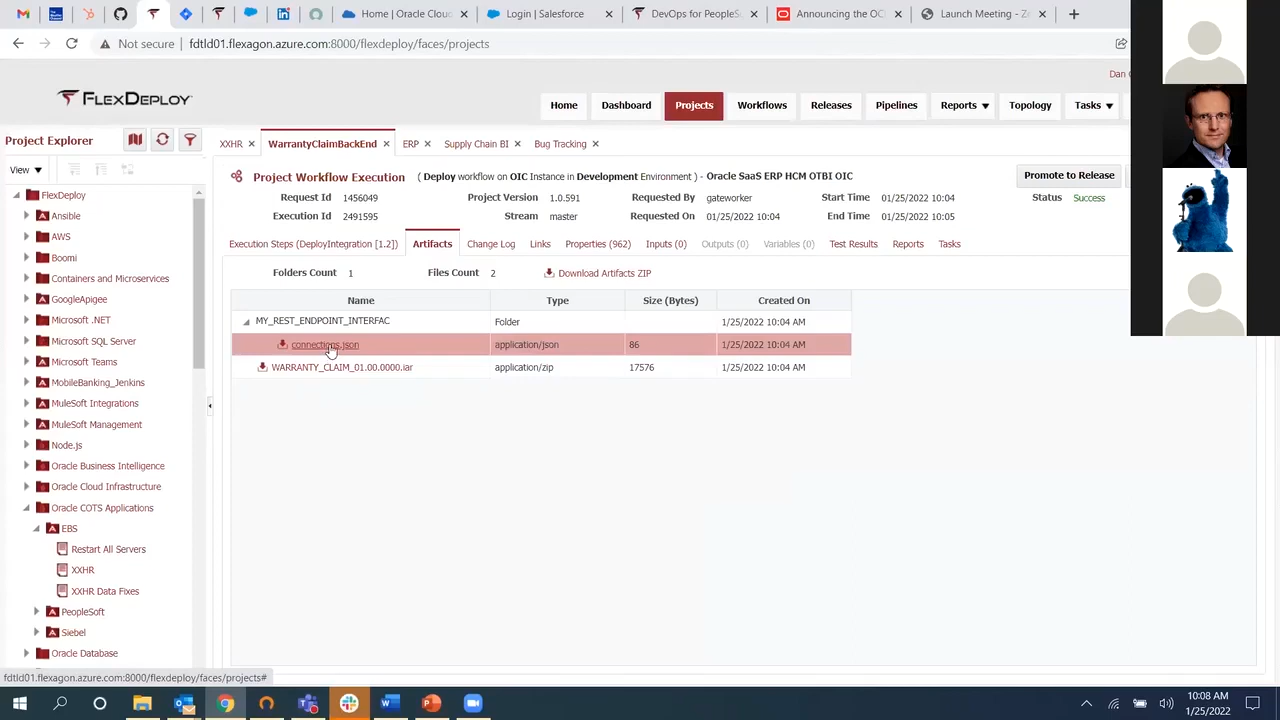 Oracle Cloud
Login | Salesforce
DevOps for PeopleS
Announcing the OC
Launch Meeting - Ze
Not secure
fdtld01.flexagon.azure.com:8000/flexdeploy/faces/projects
FLEXDEPLOY
Dan
Home
Dashboard
Projects
Workflows
Releases
Pipelines
Reports
Topology
Tasks
Project Explorer
XXHR
WarrantyClaimBackEnd
ERP
Supply Chain BI
Bug Tracking
View
Project Workflow Execution ( Deploy workflow on OIC Instance in Development Environment ) - Oracle SaaS ERP HCM OTBI OIC
Promote to Release
Request Id 1456049 Project Version 1.0.591 Requested By gateworker Start Time 01/25/2022 10:04 Status Success
Execution Id 2491595 Stream master Requested On 01/25/2022 10:04 End Time 01/25/2022 10:05
Execution Steps (DeployIntegration [1.2]) Artifacts Change Log Links Properties (962) Inputs (0) Outputs (0) Variables (0) Test Results Reports Tasks
Folders Count 1 Files Count 2 Download Artifacts ZIP
Name Type Size (Bytes) Created On
MY_REST_ENDPOINT_INTERFAC Folder 1/25/2022 10:04 AM
connections.json application/json 86 1/25/2022 10:04 AM
WARRANTY_CLAIM_01.00.0000.iar application/zip 17576 1/25/2022 10:04 AM
FlexDeploy
Ansible
AWS
Boomi
Containers and Microservices
GoogleApigee
Microsoft .NET
Microsoft SQL Server
Microsoft Teams
MobileBanking_Jenkins
MuleSoft Integrations
MuleSoft Management
Node.js
Oracle Business Intelligence
Oracle Cloud Infrastructure
Oracle COTS Applications
EBS
Restart All Servers
XXHR
XXHR Data Fixes
PeopleSoft
Siebel
Oracle Database
fdtld01.flexagon.azure.com:8000/flexdeploy/faces/projects#
10:08 AM
1/25/2022